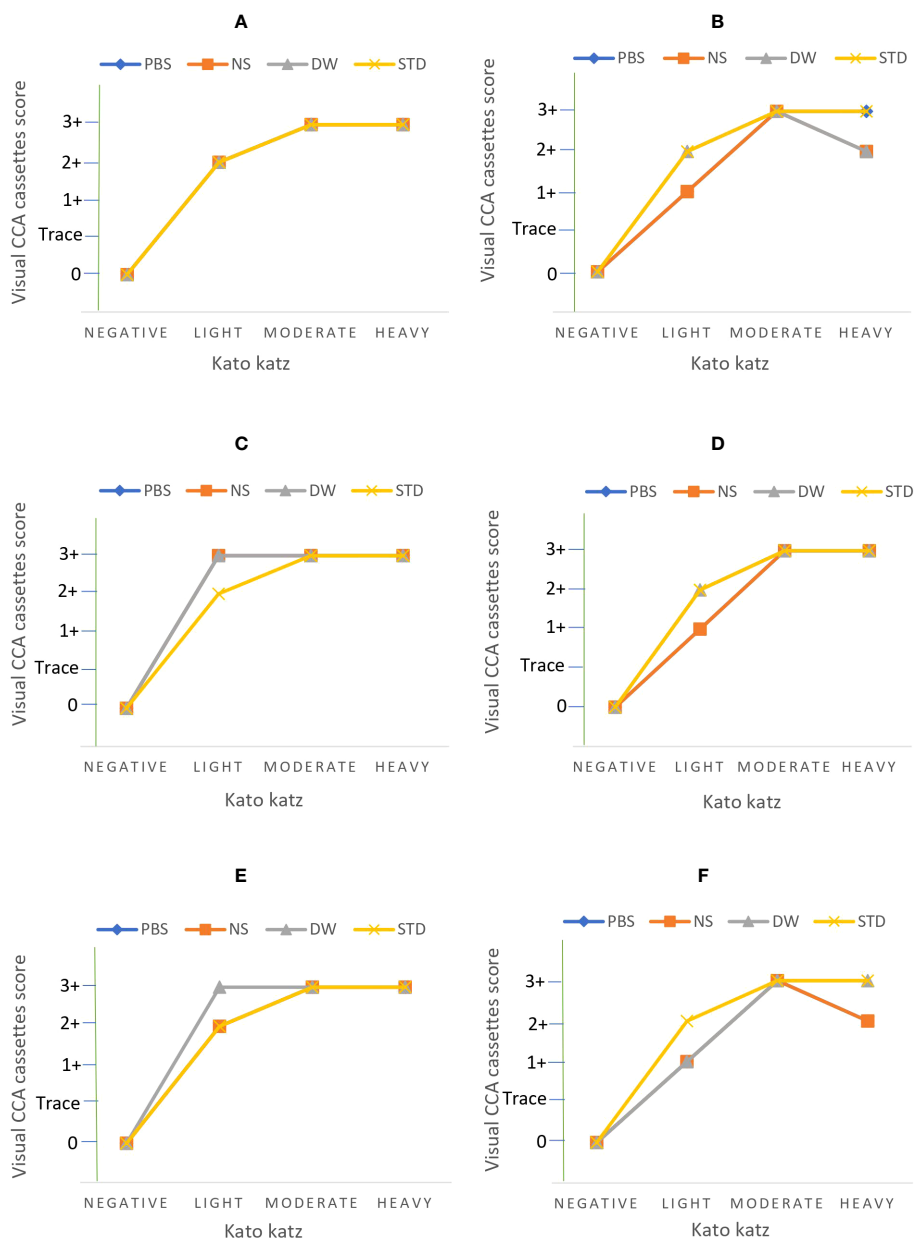 A
PBS NS DW STD
Visual CCA cassettes score
3+
2+
1+
Trace
0
NEGATIVE LIGHT MODERATE HEAVY
Kato katz
B
PBS NS DW STD
Visual CCA cassettes score
3+
2+
1+
Trace
0
NEGATIVE LIGHT MODERATE HEAVY
Kato katz
C
PBS NS DW STD
Visual CCA cassettes score
3+
2+
1+
Trace
0
NEGATIVE LIGHT MODERATE HEAVY
Kato katz
D
PBS NS DW STD
Visual CCA cassettes score
3+
2+
1+
Trace
0
NEGATIVE LIGHT MODERATE HEAVY
Kato katz
E
PBS NS DW STD
Visual CCA cassettes score
3+
2+
1+
Trace
0
NEGATIVE LIGHT MODERATE HEAVY
Kato katz
F
PBS NS DW STD
Visual CCA cassettes score
3+
2+
1+
Trace
0
NEGATIVE LIGHT MODERATE HEAVY
Kato katz